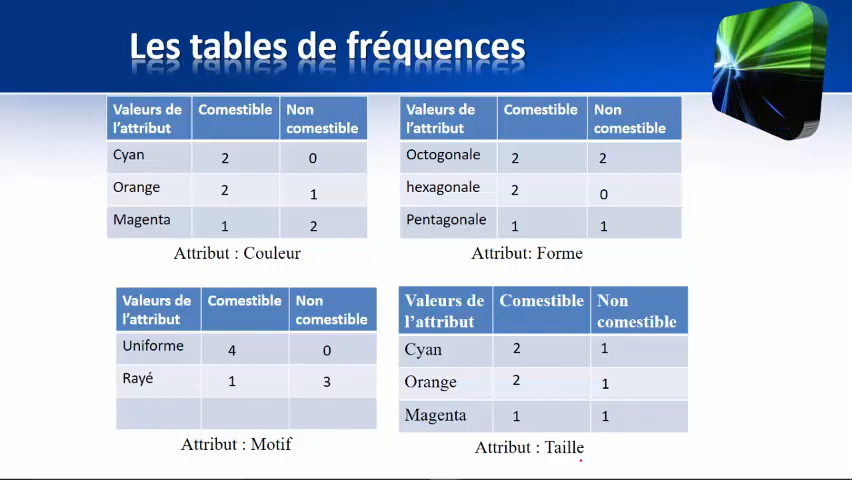 Les tables de fréquences
Valeurs de l'attribut Comestible Non comestible
Cyan 2 0
Orange 2 1
Magenta 1 2
Attribut : Couleur
Valeurs de l'attribut Comestible Non comestible
Octogonale 2 2
hexagonale 2 0
Pentagonale 1 1
Attribut: Forme
Valeurs de l'attribut Comestible Non comestible
Uniforme 4 0
Rayé 1 3
Attribut : Motif
Valeurs de l'attribut Comestible Non comestible
Cyan 2 1
Orange 2 1
Magenta 1 1
Attribut : Taille